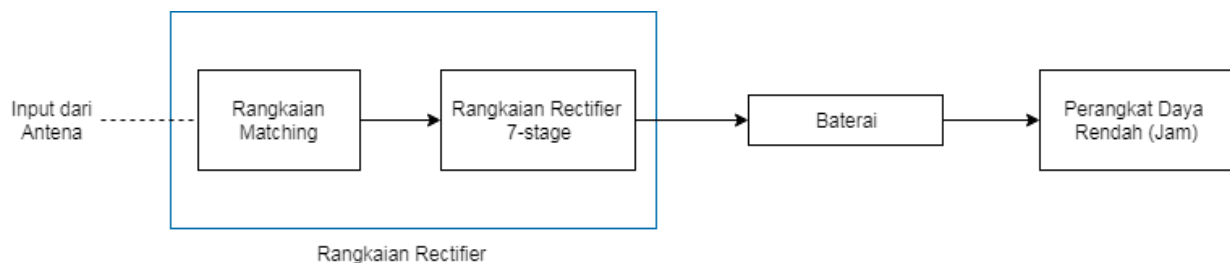 Input dari
Antena
Rangkaian
Matching
Rangkaian Rectifier
7-stage
Baterai
Perangkat Daya
Rendah (Jam)
Rangkaian Rectifier